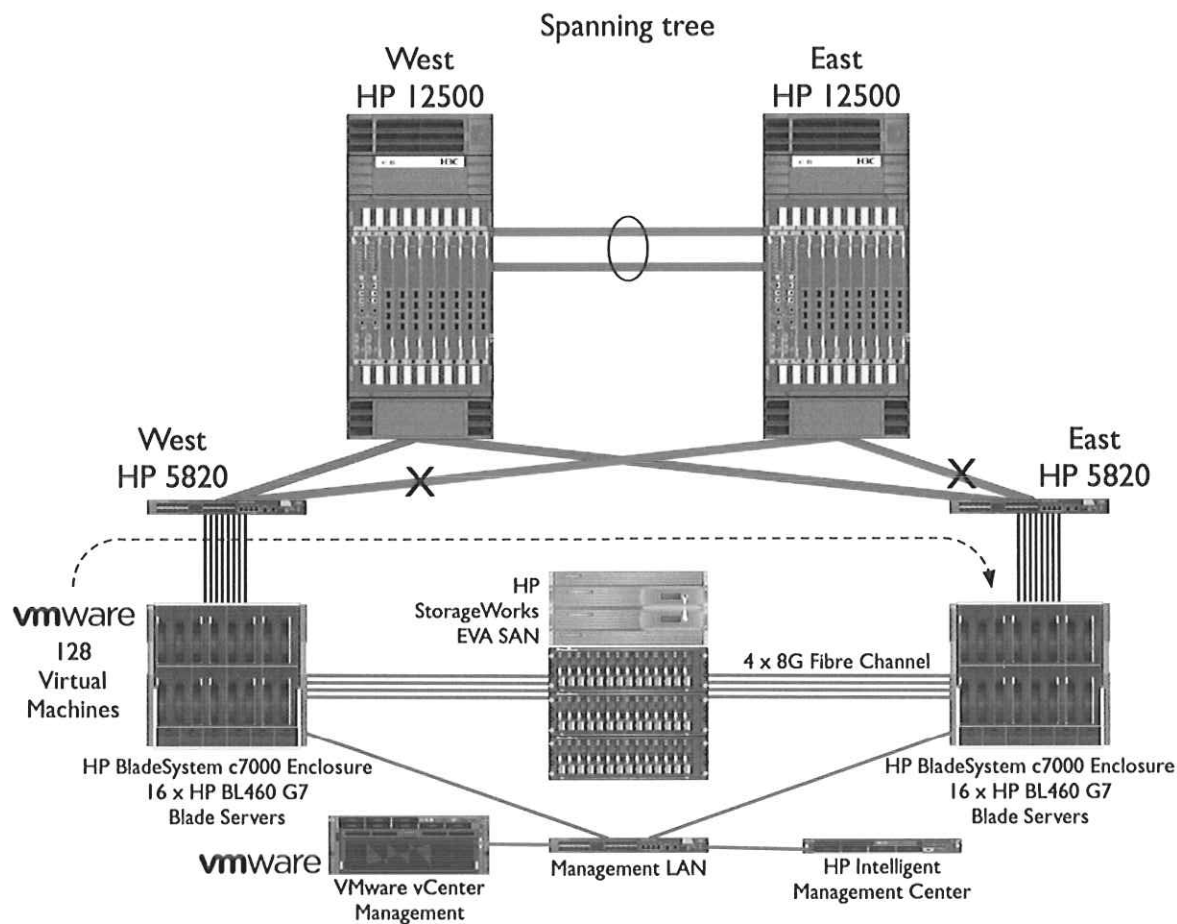 Spanning tree
West
HP 12500
East
HP 12500
H3C
West
HP 5820
East
HP 5820
X
X
vmware
128
Virtual
Machines
HP
StorageWorks
EVA SAN
4 x 8G Fibre Channel
HP BladeSystem c7000 Enclosure
16 x HP BL460 G7
Blade Servers
HP BladeSystem c7000 Enclosure
16 x HP BL460 G7
Blade Servers
vmware
VMware vCenter
Management
Management LAN
HP Intelligent
Management Center